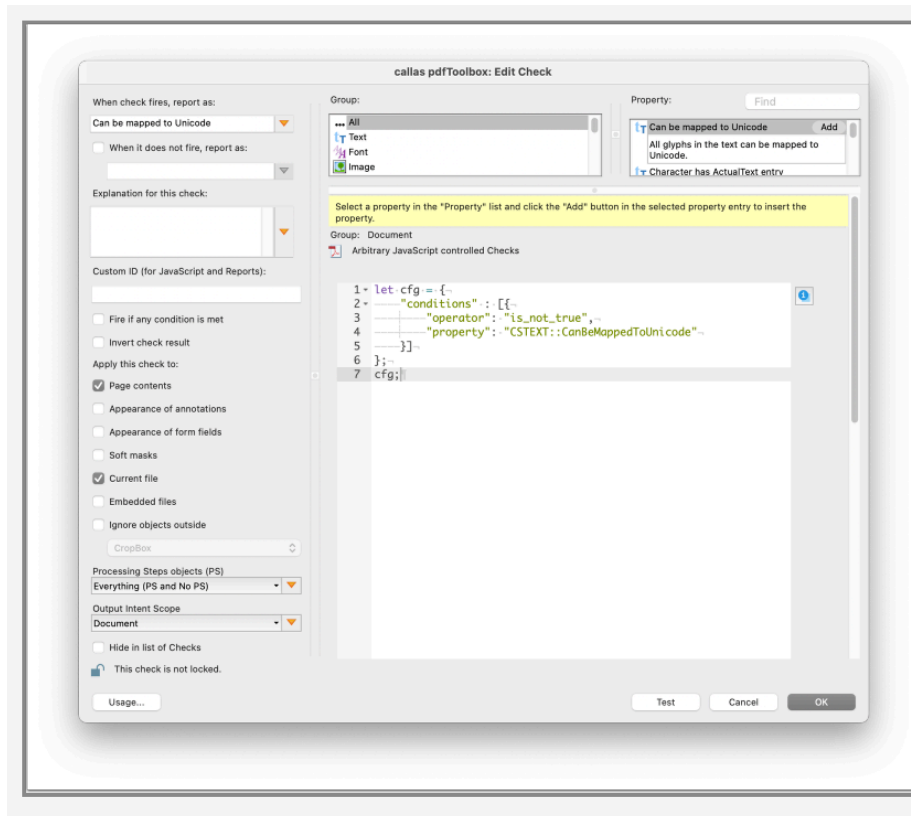 callas pdfToolbox: Edit Check
When check fires, report as:
Can be mapped to Unicode
When it does not fire, report as:
Explanation for this check:
Custom ID (for JavaScript and Reports):
Fire if any condition is met
Invert check result
Apply this check to:
Page contents
Appearance of annotations
Appearance of form fields
Soft masks
Current file
Embedded files
Ignore objects outside
CropBox
Processing Steps objects (PS)
Everything (PS and No PS)
Output Intent Scope
Document
Hide in list of Checks
This check is not locked.
Usage...
Group:
All
Text
Font
Image
Property:
Find
Can be mapped to Unicode Add
All glyphs in the text can be mapped to
Unicode.
Character has ActualText entry
Select a property in the "Property" list and click the "Add" button in the selected property entry to insert the
property.
Group: Document
Arbitrary JavaScript controlled Checks
1 let cfg = {
2 "conditions" : [{
3 "operator": "is_not_true",
4 "property": "CSTEXT::CanBeMappedToUnicode"
5 }]
6 };
7 cfg;
Test Cancel OK